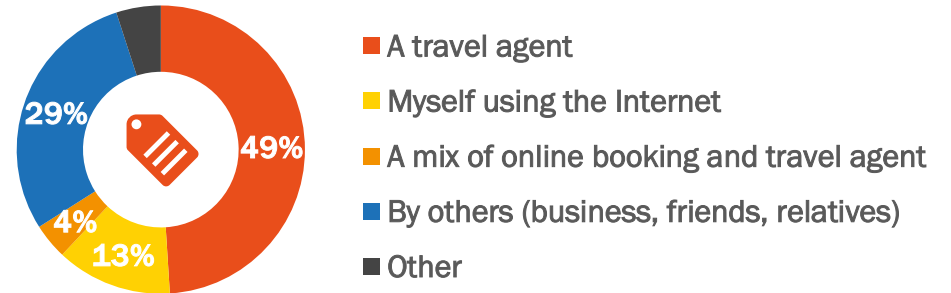 A travel agent
Myself using the Internet
29%
49%
A mix of online booking and travel agent
4%
By others (business, friends, relatives)
13%
Other